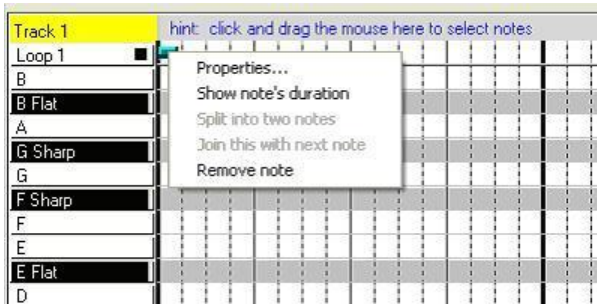 Track 1
hint: click and drag the mouse here to select notes
Loop 1
Properties...
Show note's duration
Split into two notes
Join this with next note
Remove note
B
B Flat
A
G Sharp
G
F Sharp
F
E
E Flat
D